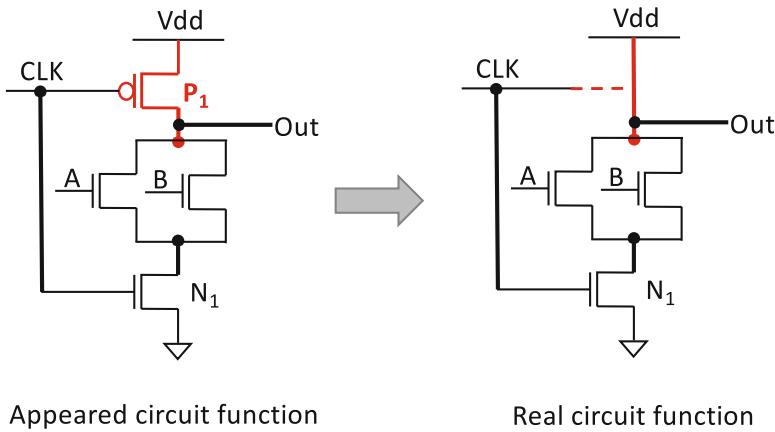 Vdd
CLK
P1
Out
A
B
N1
Appeared circuit function
Vdd
CLK
Out
A
B
N1
Real circuit function